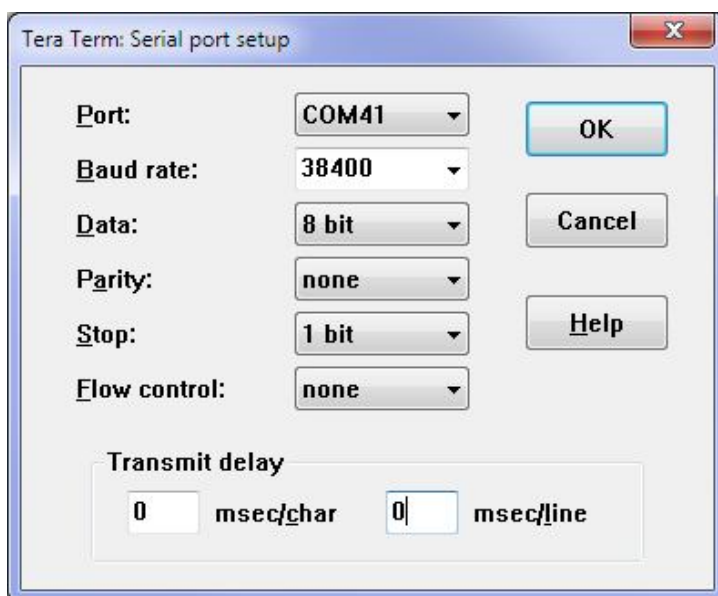 Tera Term: Serial port setup
Port: COM41 OK
Baud rate: 38400
Data: 8 bit Cancel
Parity: none
Stop: 1 bit Help
Flow control: none
Transmit delay
0 msec/char 0 msec/line